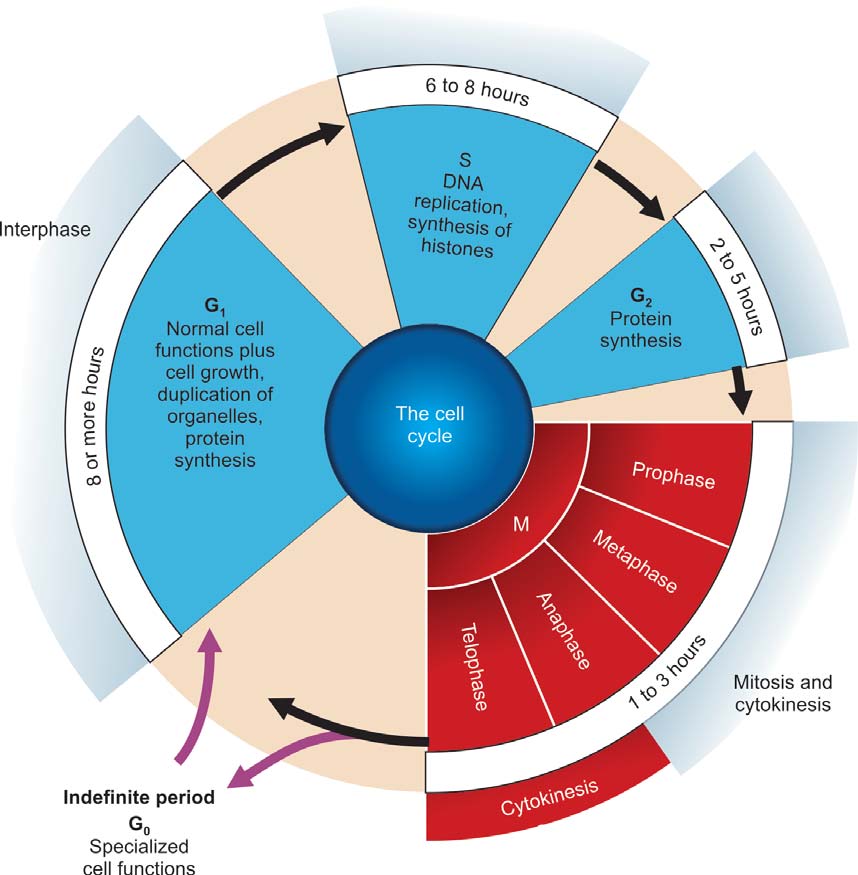 6 to 8 hours
S
DNA
replication,
synthesis of
histones
Interphase
2 to 5 hours
G₂
Protein
synthesis
G₁
Normal cell
functions plus
cell growth,
duplication of
organelles,
protein
synthesis
8 or more hours
The cell
cycle
M
Prophase
Metaphase
Anaphase
Telophase
1 to 3 hours
Mitosis and
cytokinesis
Cytokinesis
Indefinite period
G₀
Specialized
cell functions